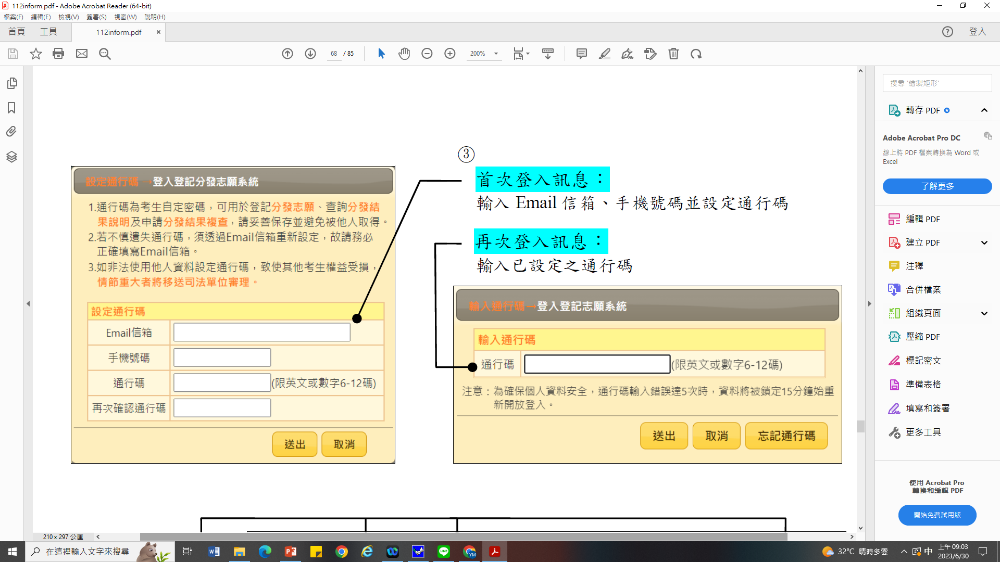 112inform.pdf - Adobe Acrobat Reader (64-bit)
檔案(F) 編輯(E) 檢視(V) 簽署(S) 視窗(W) 說明(H)
首頁 工具 112inform.pdf × 登入
68 / 85 200%
③
首次登入訊息：
輸入 Email 信箱、手機號碼並設定通行碼
再次登入訊息：
輸入已設定之通行碼
設定通行碼 →登入登記分發志願系統
1.通行碼為考生自定密碼，可用於登記分發志願、查詢分發結
果說明及申請分發結果複查，請妥善保存並避免被他人取得。
2.若不慎遺失通行碼，須透過Email信箱重新設定，故請務必
正確填寫Email信箱。
3.如非法使用他人資料設定通行碼，致使其他考生權益受損，
情節重大者將移送司法單位審理。
設定通行碼
Email信箱
手機號碼
通行碼 (限英文或數字6-12碼)
再次確認通行碼
送出 取消
輸入通行碼→登入登記志願系統
輸入通行碼
通行碼 (限英文或數字6-12碼)
注意：為確保個人資料安全，通行碼輸入錯誤達5次時，資料將被鎖定15分鐘始重
新開放登入。
送出 取消 忘記通行碼
搜尋 '繪製矩形'
轉存 PDF
Adobe Acrobat Pro DC
線上將 PDF 檔案轉換為 Word 或
Excel
了解更多
編輯 PDF
建立 PDF
注釋
合併檔案
組織頁面
壓縮 PDF
標記密文
準備表格
填寫和簽署
更多工具
使用 Acrobat Pro
轉換和編輯 PDF
開始免費試用版
210 x 297 公厘
在這裡輸入文字來搜尋
32°C 晴時多雲
中
上午 09:03
2023/6/30